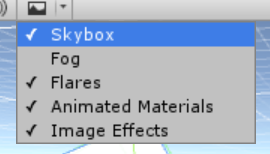 Skybox
Fog
Flares
Animated Materials
Image Effects